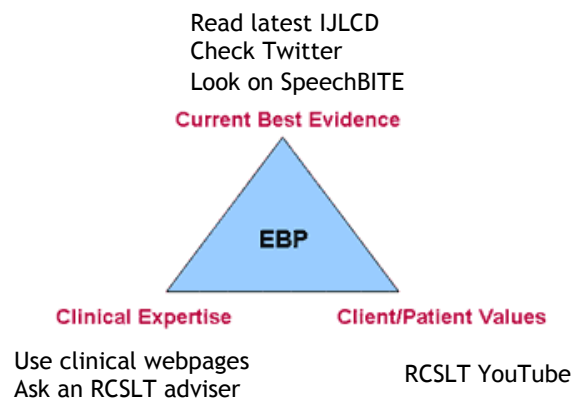 Read latest IJLCD
Check Twitter
Look on SpeechBITE
Current Best Evidence
EBP
Clinical Expertise
Client/Patient Values
Use clinical webpages
Ask an RCSLT adviser
RCSLT YouTube